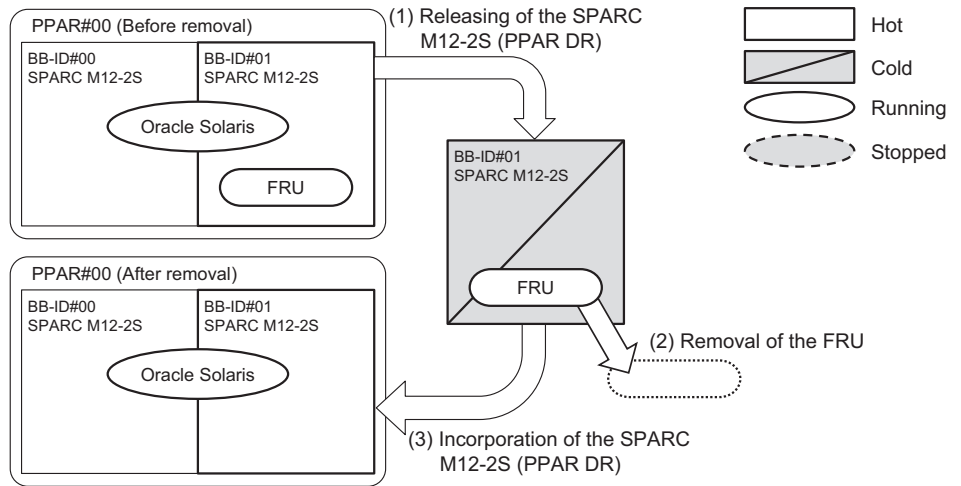 PPAR#00 (Before removal)
BB-ID#00
SPARC M12-2S
BB-ID#01
SPARC M12-2S
Oracle Solaris
FRU
(1) Releasing of the SPARC
M12-2S (PPAR DR)
Hot
Cold
Running
Stopped
BB-ID#01
SPARC M12-2S
FRU
(2) Removal of the FRU
PPAR#00 (After removal)
BB-ID#00
SPARC M12-2S
BB-ID#01
SPARC M12-2S
Oracle Solaris
(3) Incorporation of the SPARC
M12-2S (PPAR DR)